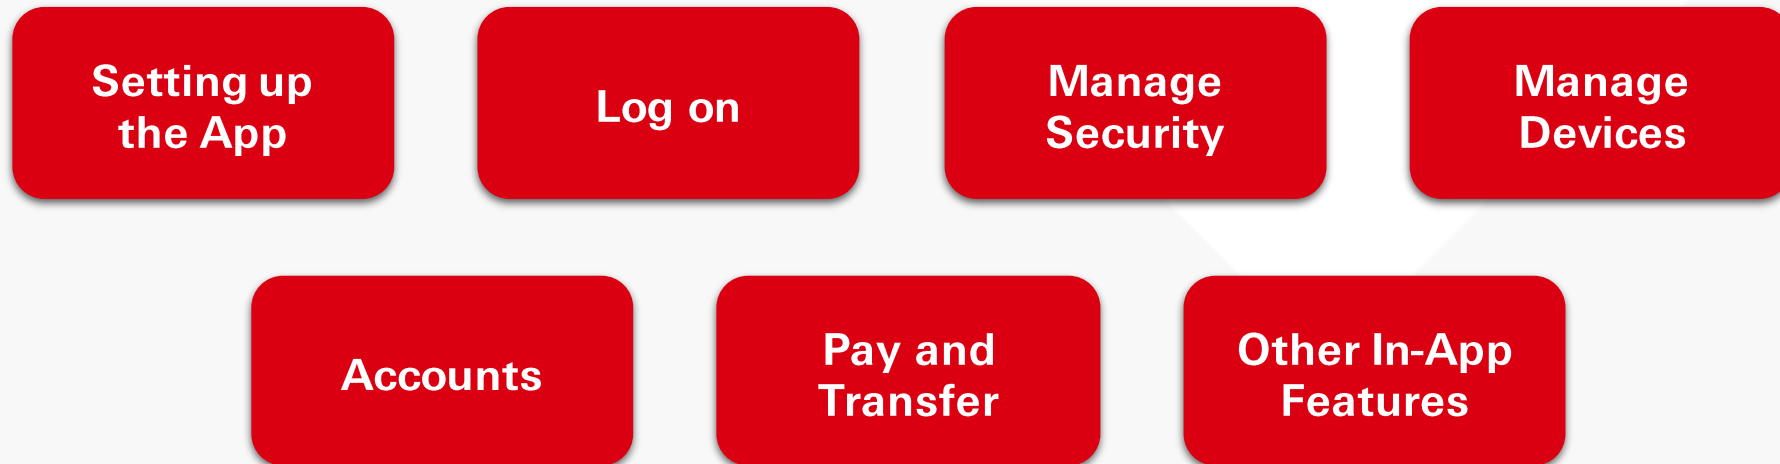 Setting up
the App
Log on
Manage
Security
Manage
Devices
Accounts
Pay and
Transfer
Other In-App
Features